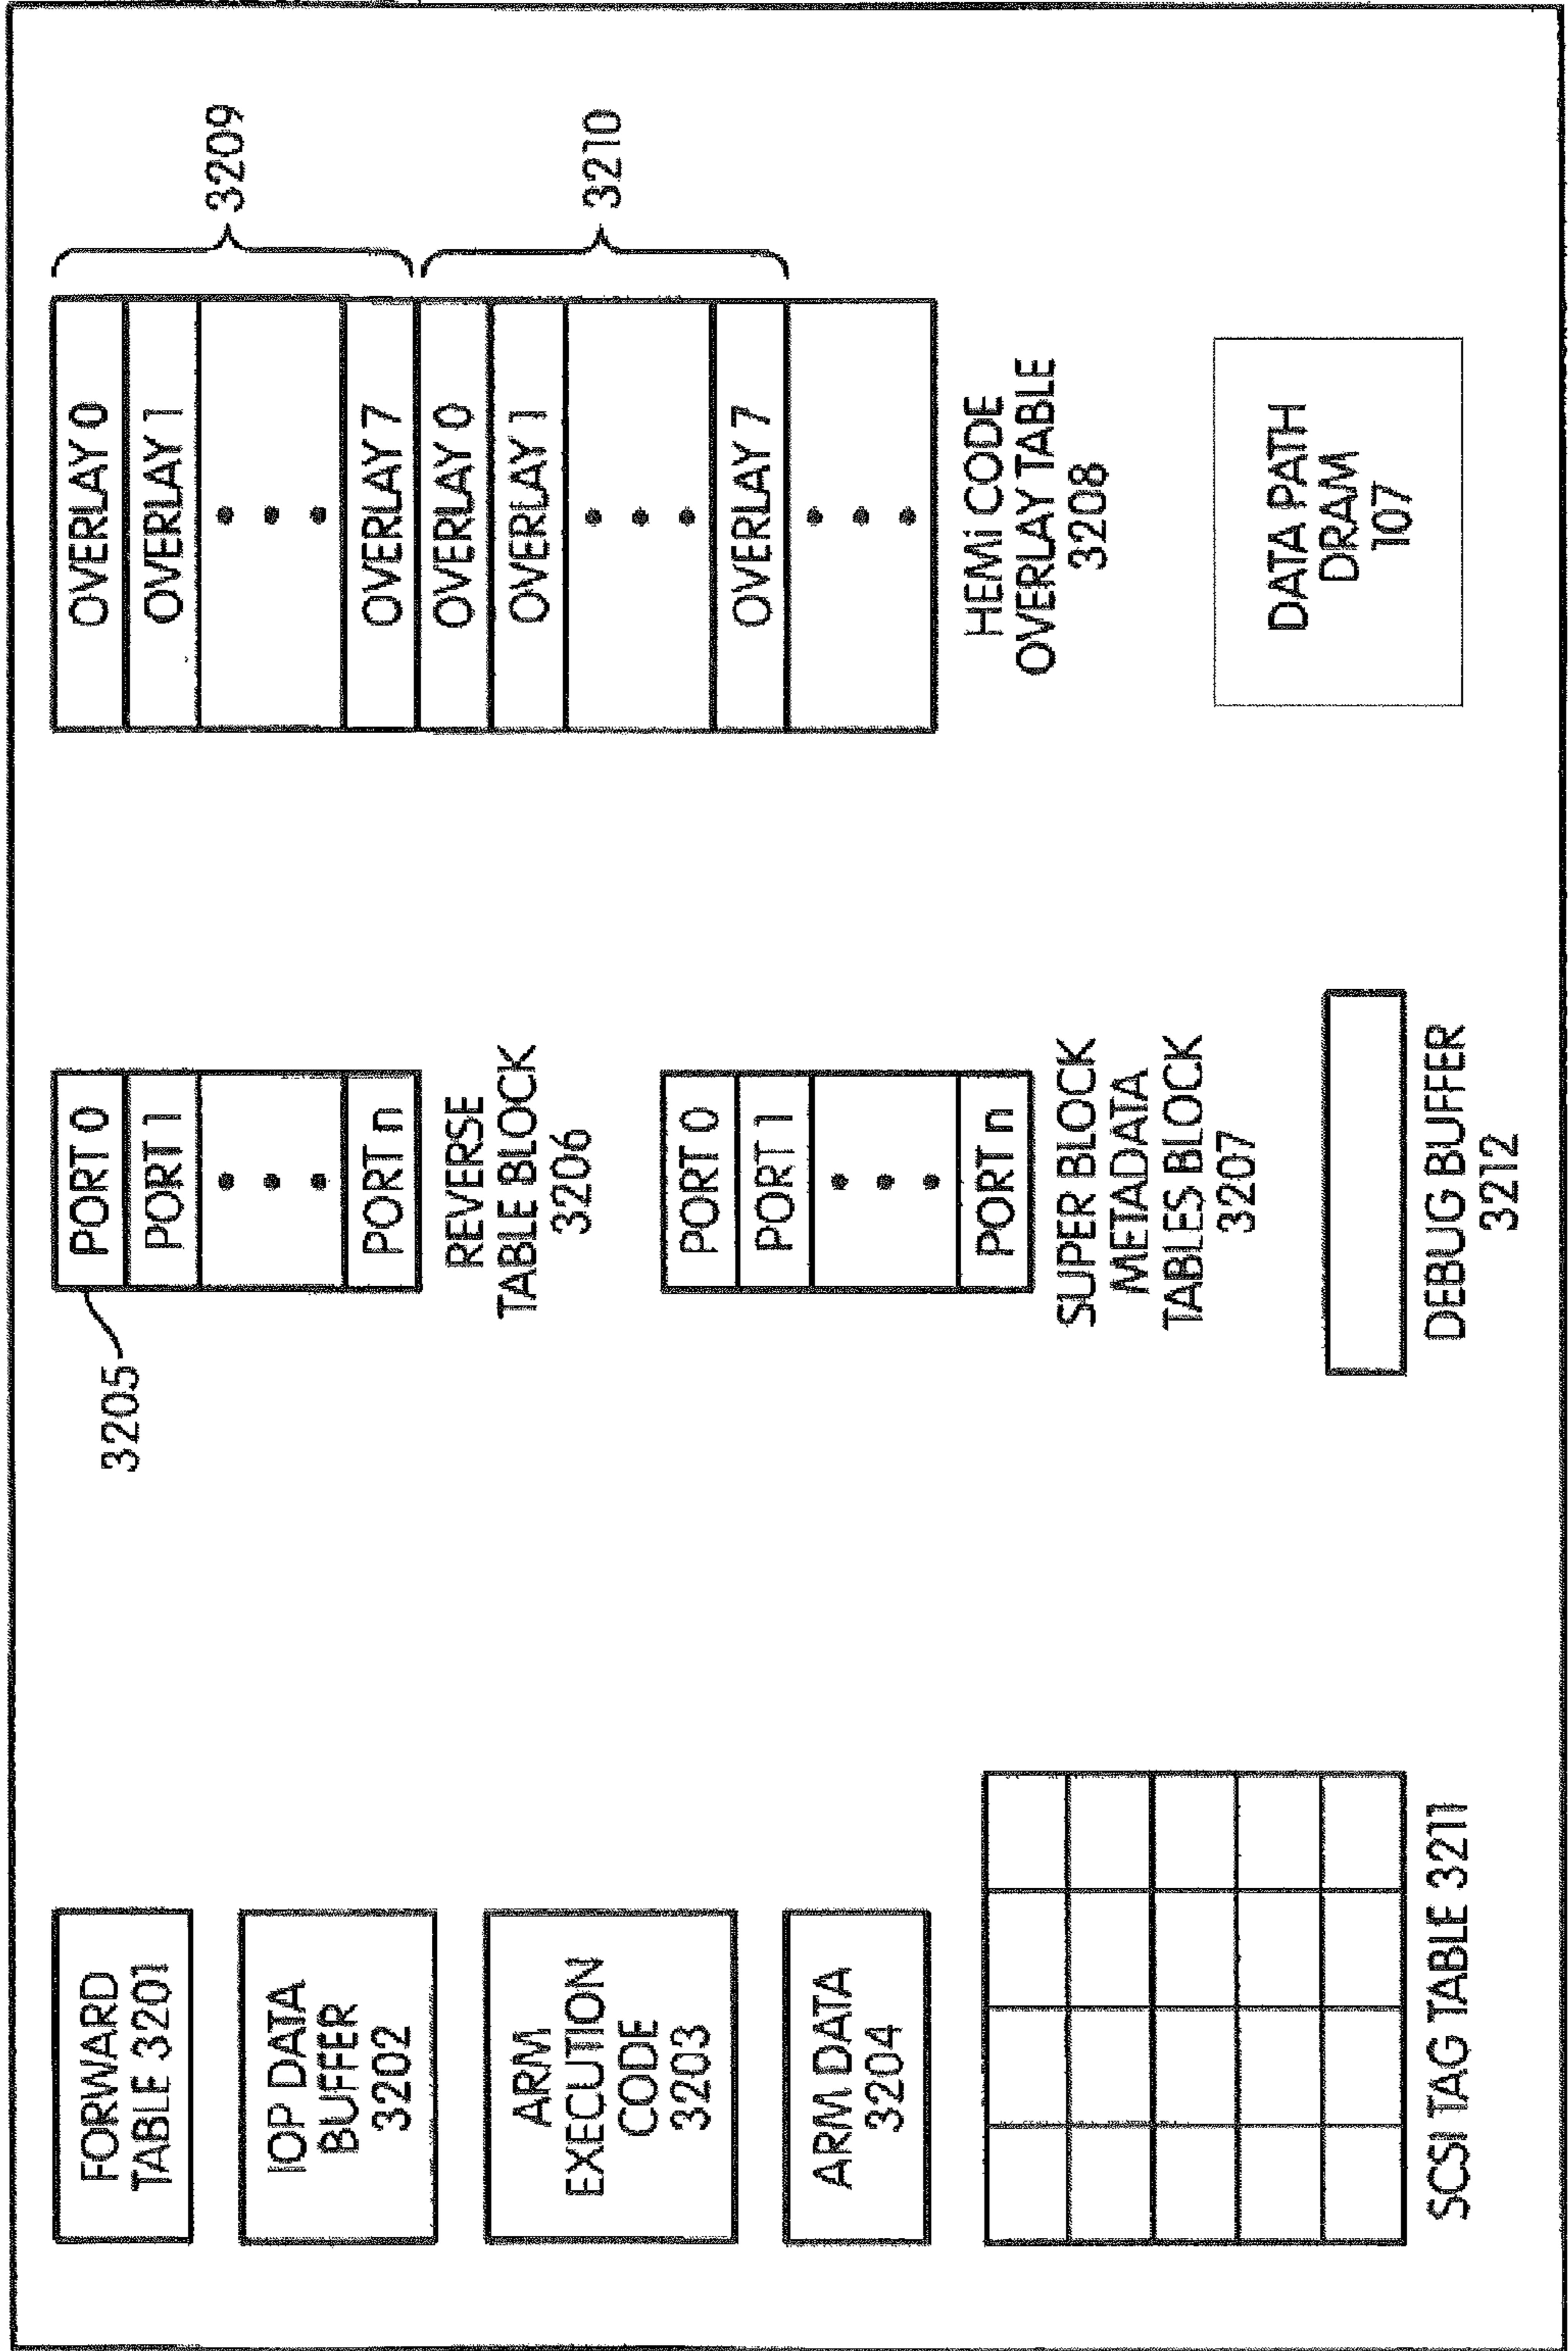 FORWARD
TABLE 3201
IOP DATA
BUFFER
3202
ARM
EXECUTION
CODE
3203
ARM DATA
3204
SCSI TAG TABLE 3211
3205
PORT 0
PORT 1
PORT n
REVERSE
TABLE BLOCK
3206
PORT 0
PORT 1
PORT n
SUPER BLOCK
METADATA
TABLES BLOCK
3207
DEBUG BUFFER
3212
OVERLAY 0
OVERLAY 1
OVERLAY 7
OVERLAY 0
OVERLAY 1
OVERLAY 7
3209
3210
HEMi CODE
OVERLAY TABLE
3208
DATA PATH
DRAM
107